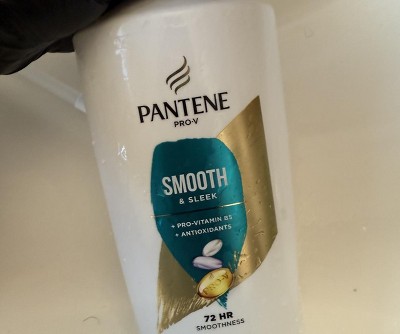 PANTENE
PRO-V
SMOOTH
& SLEEK
+ PRO-VITAMIN B5
+ ANTIOXIDANTS
72 HR
SMOOTHNESS